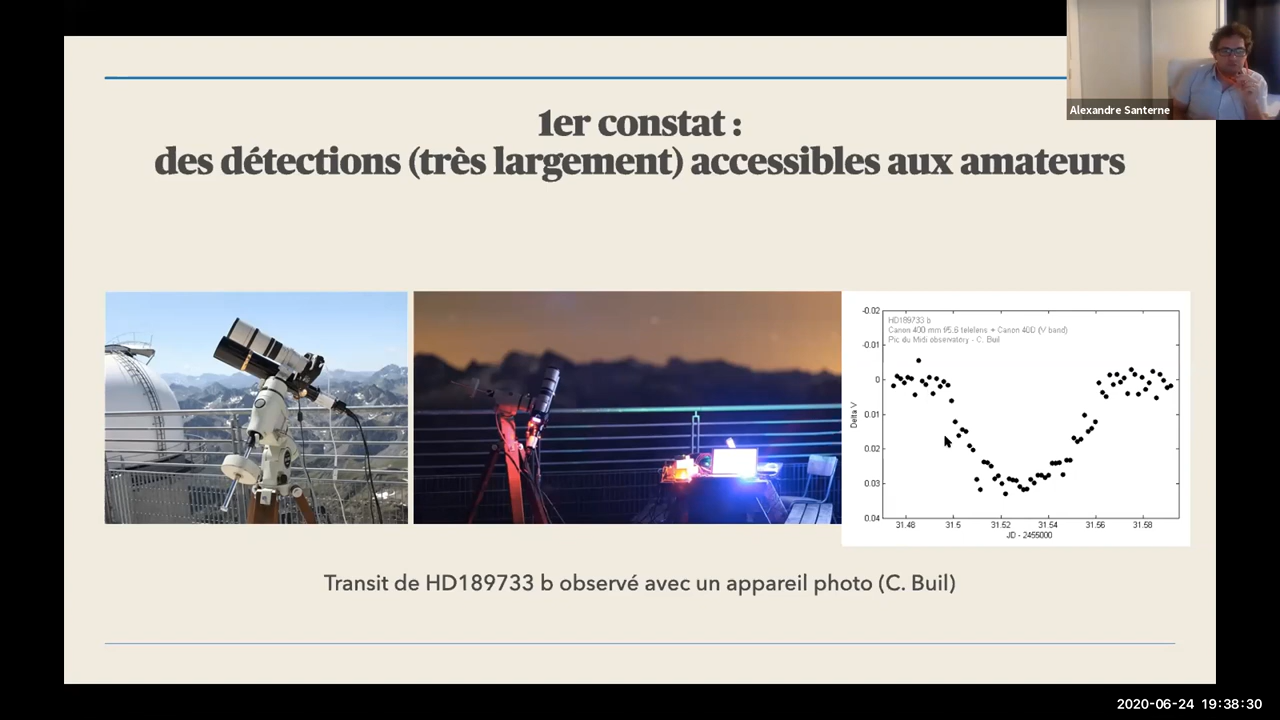 Alexandre Santerne
1er constat :
des détections (très largement) accessibles aux amateurs
HD189733 b
Canon 400 mm f/5.6 telelens + Canon 40D (V band)
Pic du Midi observatory - C. Buil
-0.02
-0.01
0
0.01
0.02
0.03
0.04
Delta V
31.48 31.5 31.52 31.54 31.56 31.58
JD - 2455000
Transit de HD189733 b observé avec un appareil photo (C. Buil)
2020-06-24 19:38:30